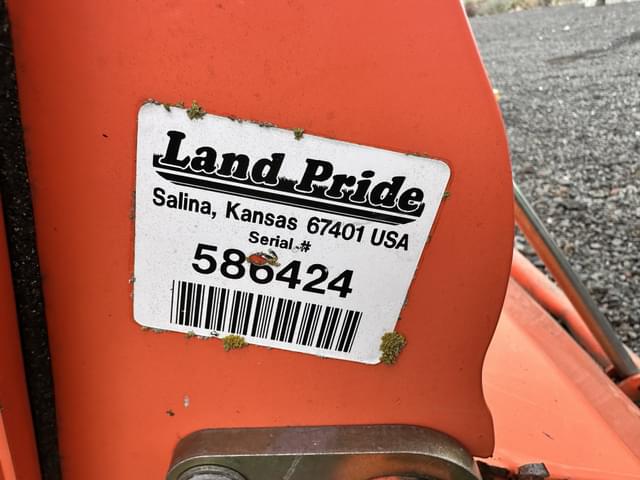 Land Pride
Salina, Kansas 67401 USA
Serial #
586424